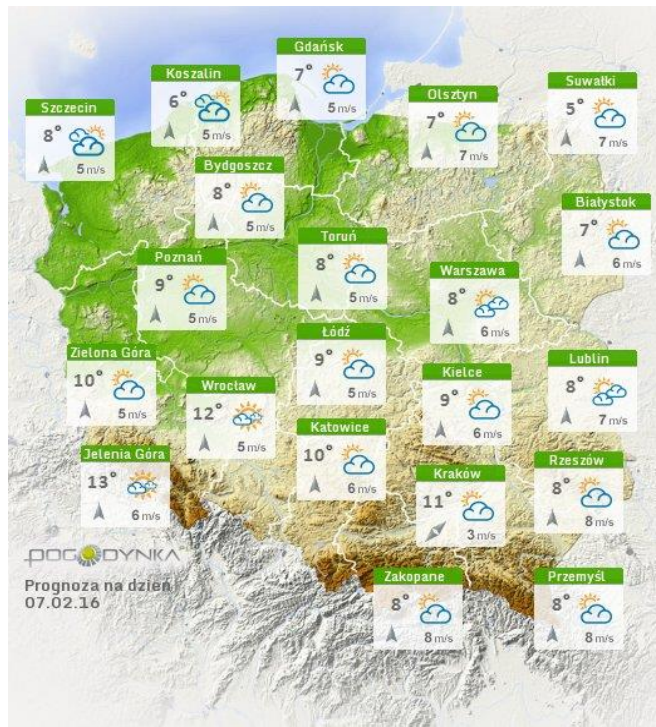 Gdańsk
7°
5 m/s
Koszalin
6°
5 m/s
Suwałki
5°
7 m/s
Olsztyn
7°
7 m/s
Szczecin
8°
5 m/s
Bydgoszcz
8°
5 m/s
Białystok
7°
6 m/s
Toruń
8°
5 m/s
Poznań
9°
5 m/s
Warszawa
8°
6 m/s
Łódź
9°
5 m/s
Zielona Góra
10°
5 m/s
Lublin
8°
7 m/s
Kielce
9°
6 m/s
Wrocław
12°
5 m/s
Katowice
10°
6 m/s
Jelenia Góra
13°
6 m/s
Rzeszów
8°
8 m/s
Kraków
11°
3 m/s
POGODYNKA
Prognoza na dzień
07.02.16
Zakopane
8°
8 m/s
Przemyśl
8°
8 m/s